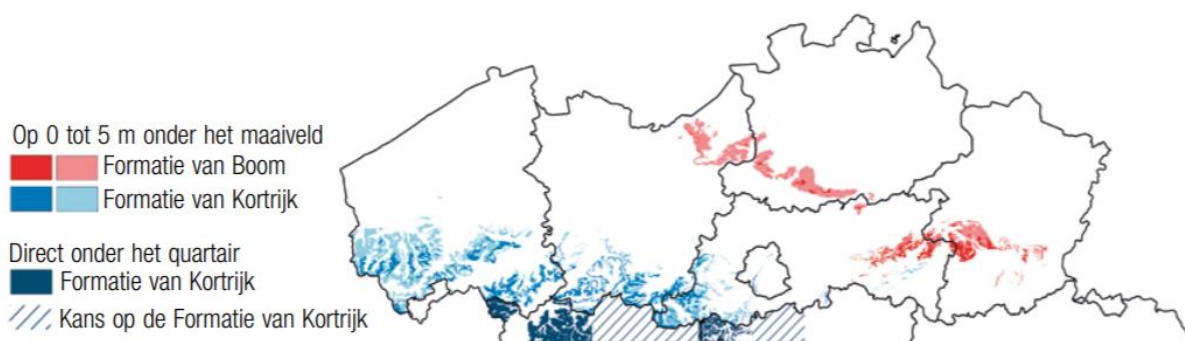 Op 0 tot 5 m onder het maaiveld
Formatie van Boom
Formatie van Kortrijk
Direct onder het quartair
Formatie van Kortrijk
Kans op de Formatie van Kortrijk